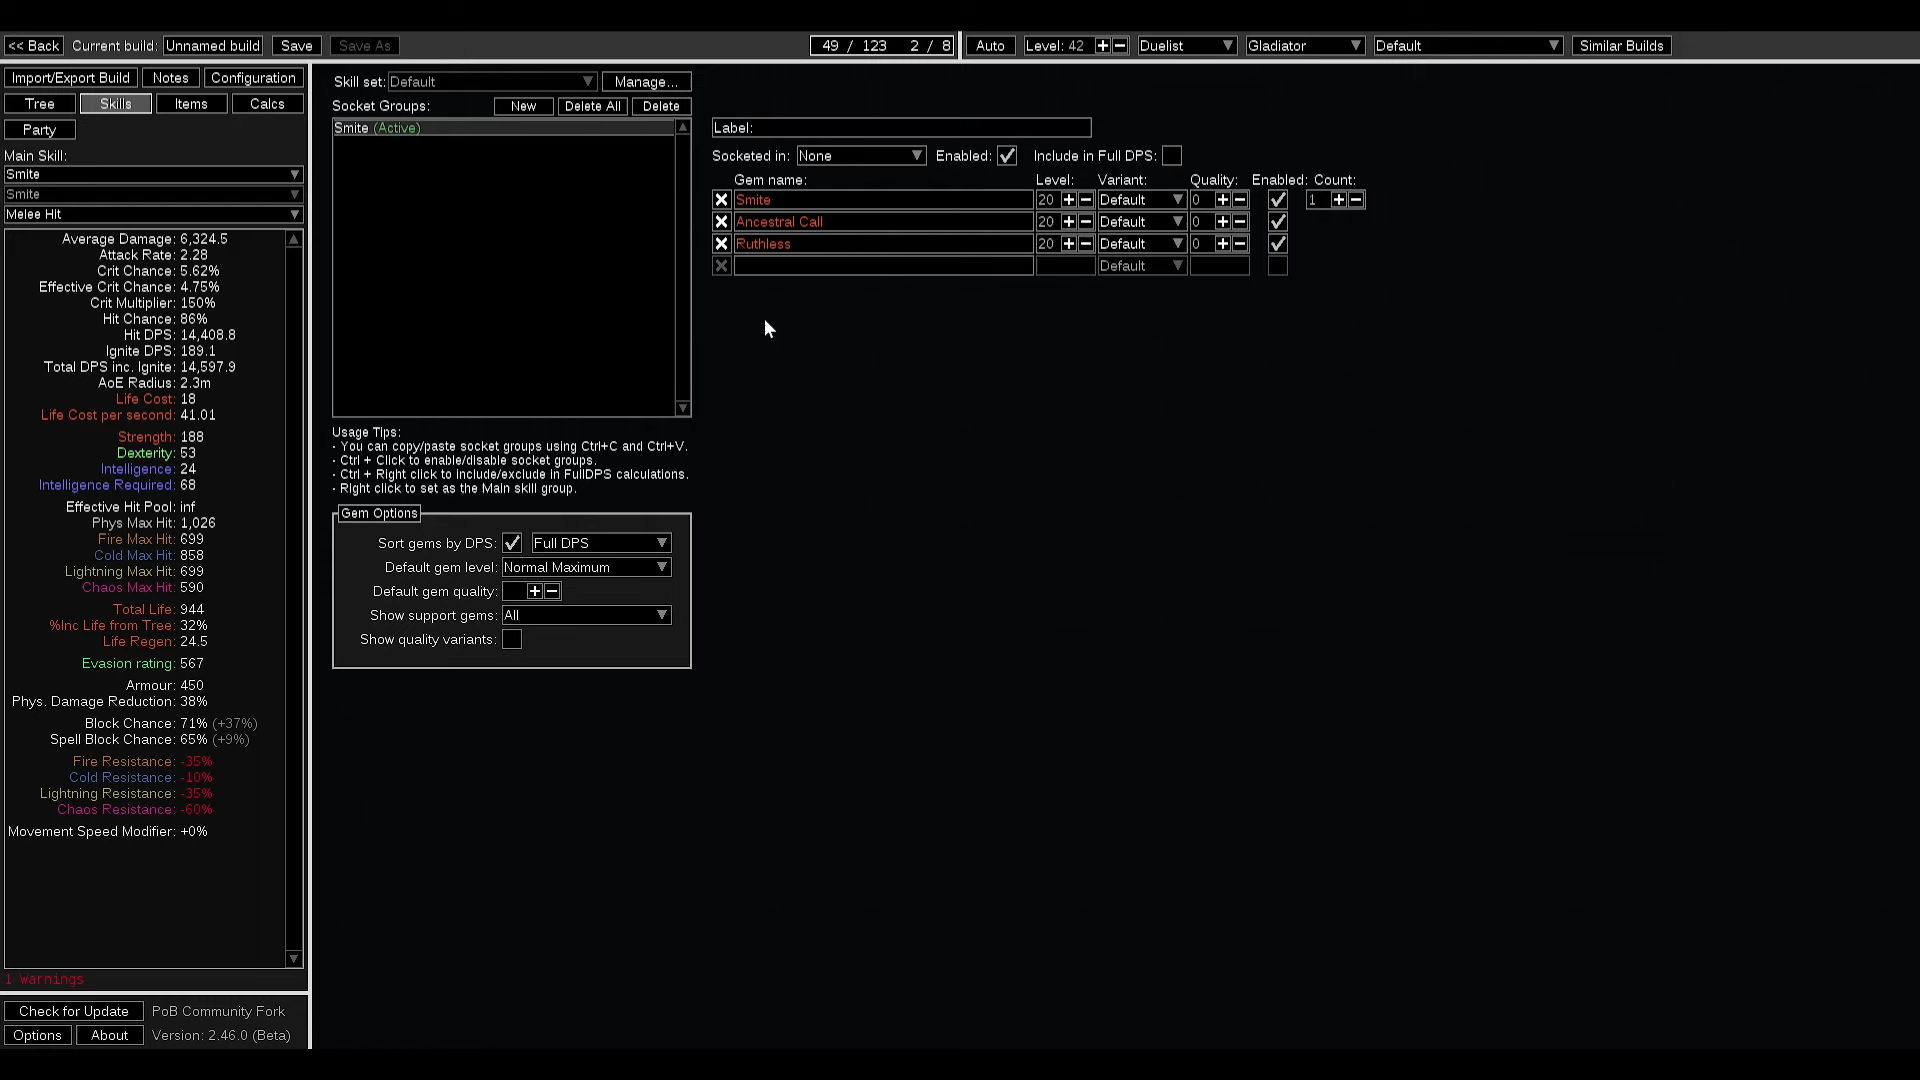 << Back Current build: Unnamed build Save Save As 49 / 123 2 / 8 Auto Level: 42 Duelist Gladiator Default Similar Builds
Import/Export Build Notes Configuration
Tree Skills Items Calcs
Party
Main Skill:
Smite
Smite
Melee Hit
Average Damage: 6,324.5
Attack Rate: 2.28
Crit Chance: 5.62%
Effective Crit Chance: 4.75%
Crit Multiplier: 150%
Hit Chance: 86%
Hit DPS: 14,408.8
Ignite DPS: 189.1
Total DPS inc. Ignite: 14,597.9
AoE Radius: 2.3m
Life Cost: 18
Life Cost per second: 41.01
Strength: 188
Dexterity: 53
Intelligence: 24
Intelligence Required: 68
Effective Hit Pool: inf
Phys Max Hit: 1,026
Fire Max Hit: 699
Cold Max Hit: 858
Lightning Max Hit: 699
Chaos Max Hit: 590
Total Life: 944
%Inc Life from Tree: 32%
Life Regen: 24.5
Evasion rating: 567
Armour: 450
Phys. Damage Reduction: 38%
Block Chance: 71% (+37%)
Spell Block Chance: 65% (+9%)
Fire Resistance: -35%
Cold Resistance: -10%
Lightning Resistance: -35%
Chaos Resistance: -60%
Movement Speed Modifier: +0%
1 Warnings
Check for Update PoB Community Fork
Options About Version: 2.46.0 (Beta)
Skill set: Default Manage...
Socket Groups: New Delete All Delete
Smite (Active)
Usage Tips:
- You can copy/paste socket groups using Ctrl+C and Ctrl+V.
- Ctrl + Click to enable/disable socket groups.
- Ctrl + Right click to include/exclude in FullDPS calculations.
- Right click to set as the Main skill group.
Gem Options
Sort gems by DPS: Full DPS
Default gem level: Normal Maximum
Default gem quality:
Show support gems: All
Show quality variants:
Label:
Socketed in: None Enabled: Include in Full DPS:
Gem name: Level: Variant: Quality: Enabled: Count:
Smite 20 Default 0 1
Ancestral Call 20 Default 0
Ruthless 20 Default 0
Default